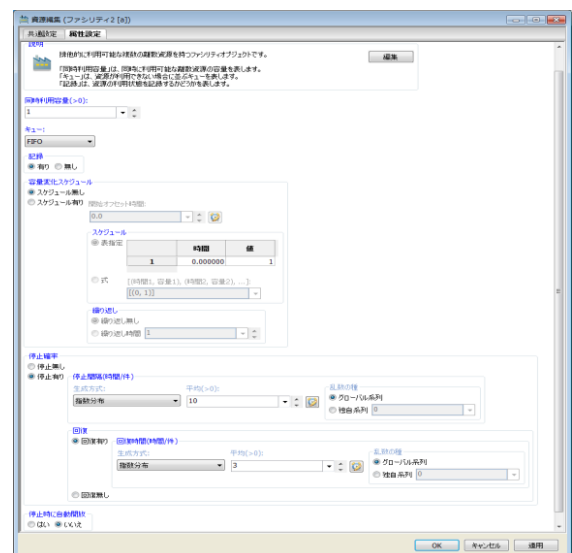 資源編集 (ファシリティ2 [a])
共通設定 属性設定
説明
排他的に利用可能な複数の離散資源を持つファシリティオブジェクトです。
編集
「同時利用容量」は、同時に利用可能な離散資源の容量を表します。
「キュー」は、資源が利用できない場合に並ぶキューを表します。
「記録」は、資源の利用状態を記録するかどうかを表します。
同時利用容量(>0):
1
キュー:
FIFO
記録
有り 無し
容量変化スケジュール
スケジュール無し
スケジュール有り 開始オフセット時間:
0.0
スケジュール
表指定
時間 値
1 0.000000 1
式 [(時間1, 容量1), (時間2, 容量2), ...]:
[(0, 1)]
繰り返し
繰り返し無し
繰り返し時間 1
停止確率
停止無し
停止有り 停止間隔(時間/件)
生成方式: 平均(>0): 乱数の種
指数分布 10 グローバル系列
独自系列 0
回復
回復有り 回復時間(時間/件)
生成方式: 平均(>0): 乱数の種
指数分布 3 グローバル系列
独自系列 0
回復無し
停止時に自動開放
はい いいえ
OK キャンセル 適用